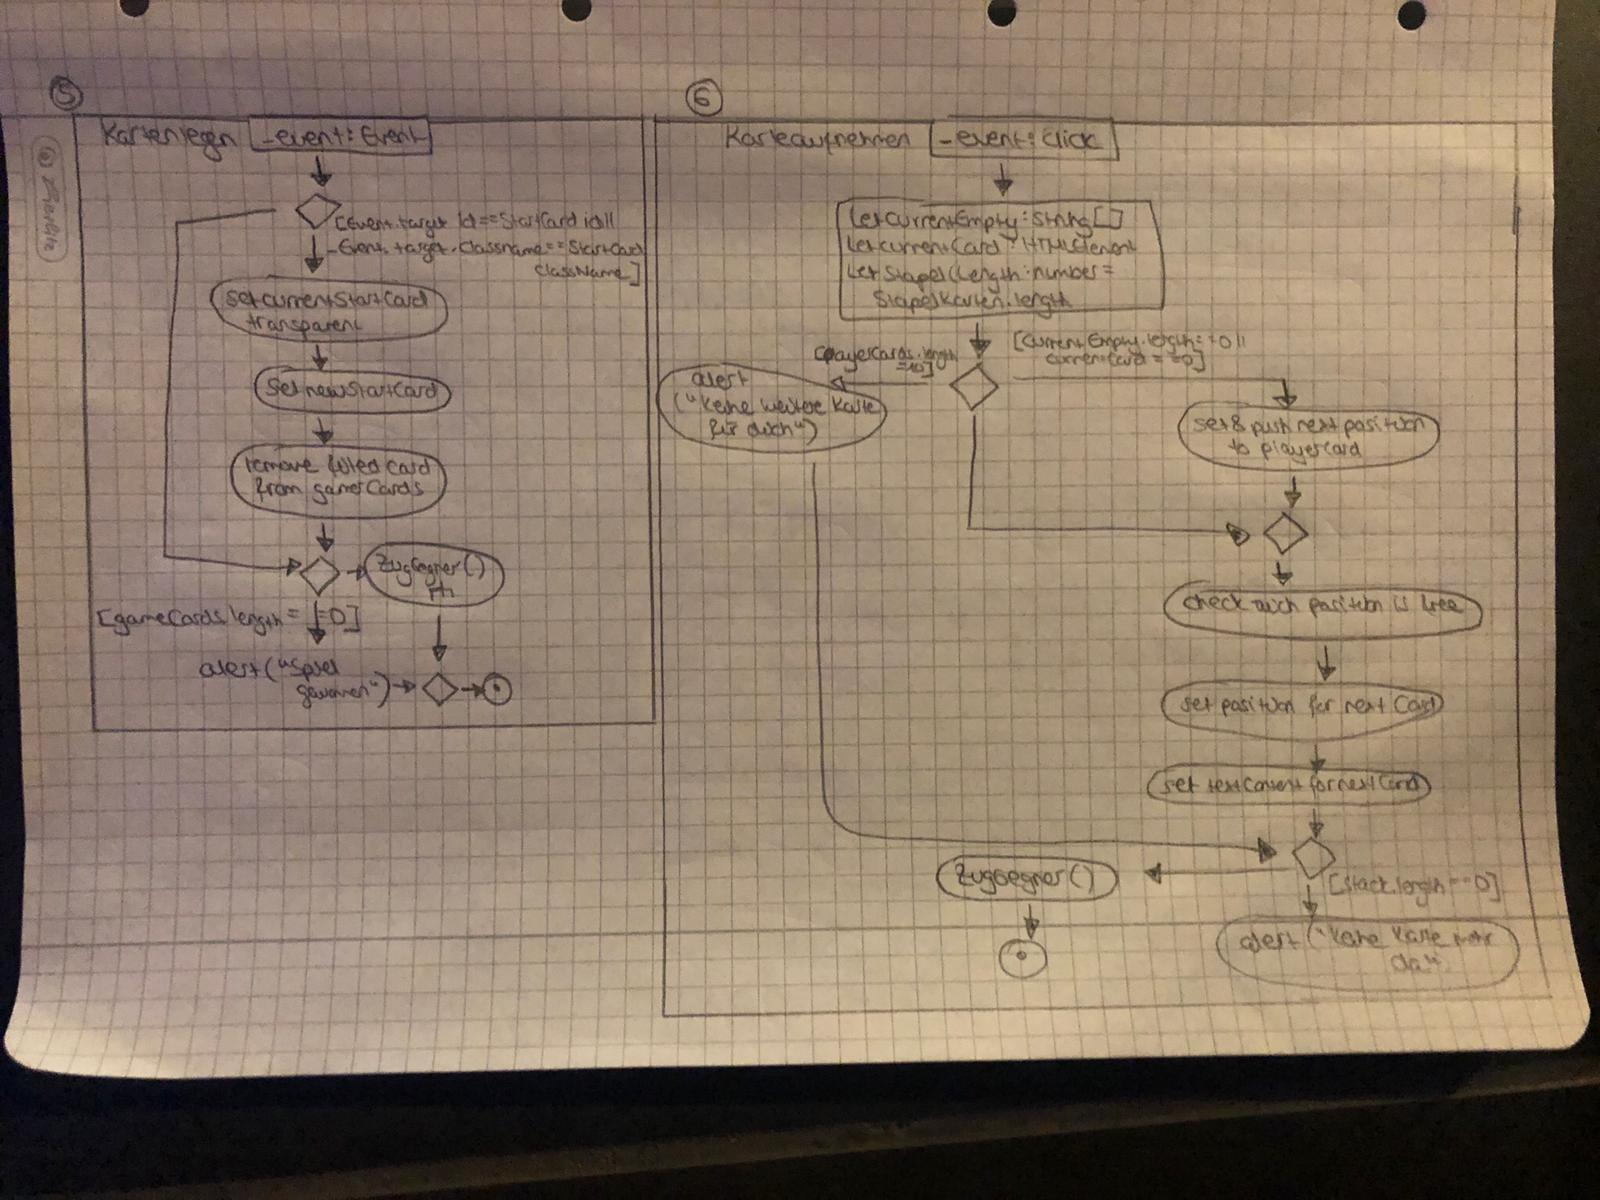 5
Kartenlegen
- event: Event
[Event.target id == StartCard id ||
- Event.target.Classname == StartCard
ClassName]
set currentStartCard
transparent
set newStartCard
remove card
from gamerCards
ZugGegner()
[gameCards.length = =0]
alert("Spiel
gewonnen")
6
Karteaufnehmen
- event: Click
Let CurrentEmpty: String[]
Let currentCard: HTMLElement
Let Stapel(Length: number =
Stapelkarten.length
[playerCards.length
=10]
[CurrentEmpty.length = 0 ||
currentCard = =0]
alert
("keine weitere Karte
für dich")
set & push next position
to playerCard
check position is free
set position for next Card
set textContent for next Card
ZugGegner()
[stack.length == 0]
alert ("keine Karte mehr
da"